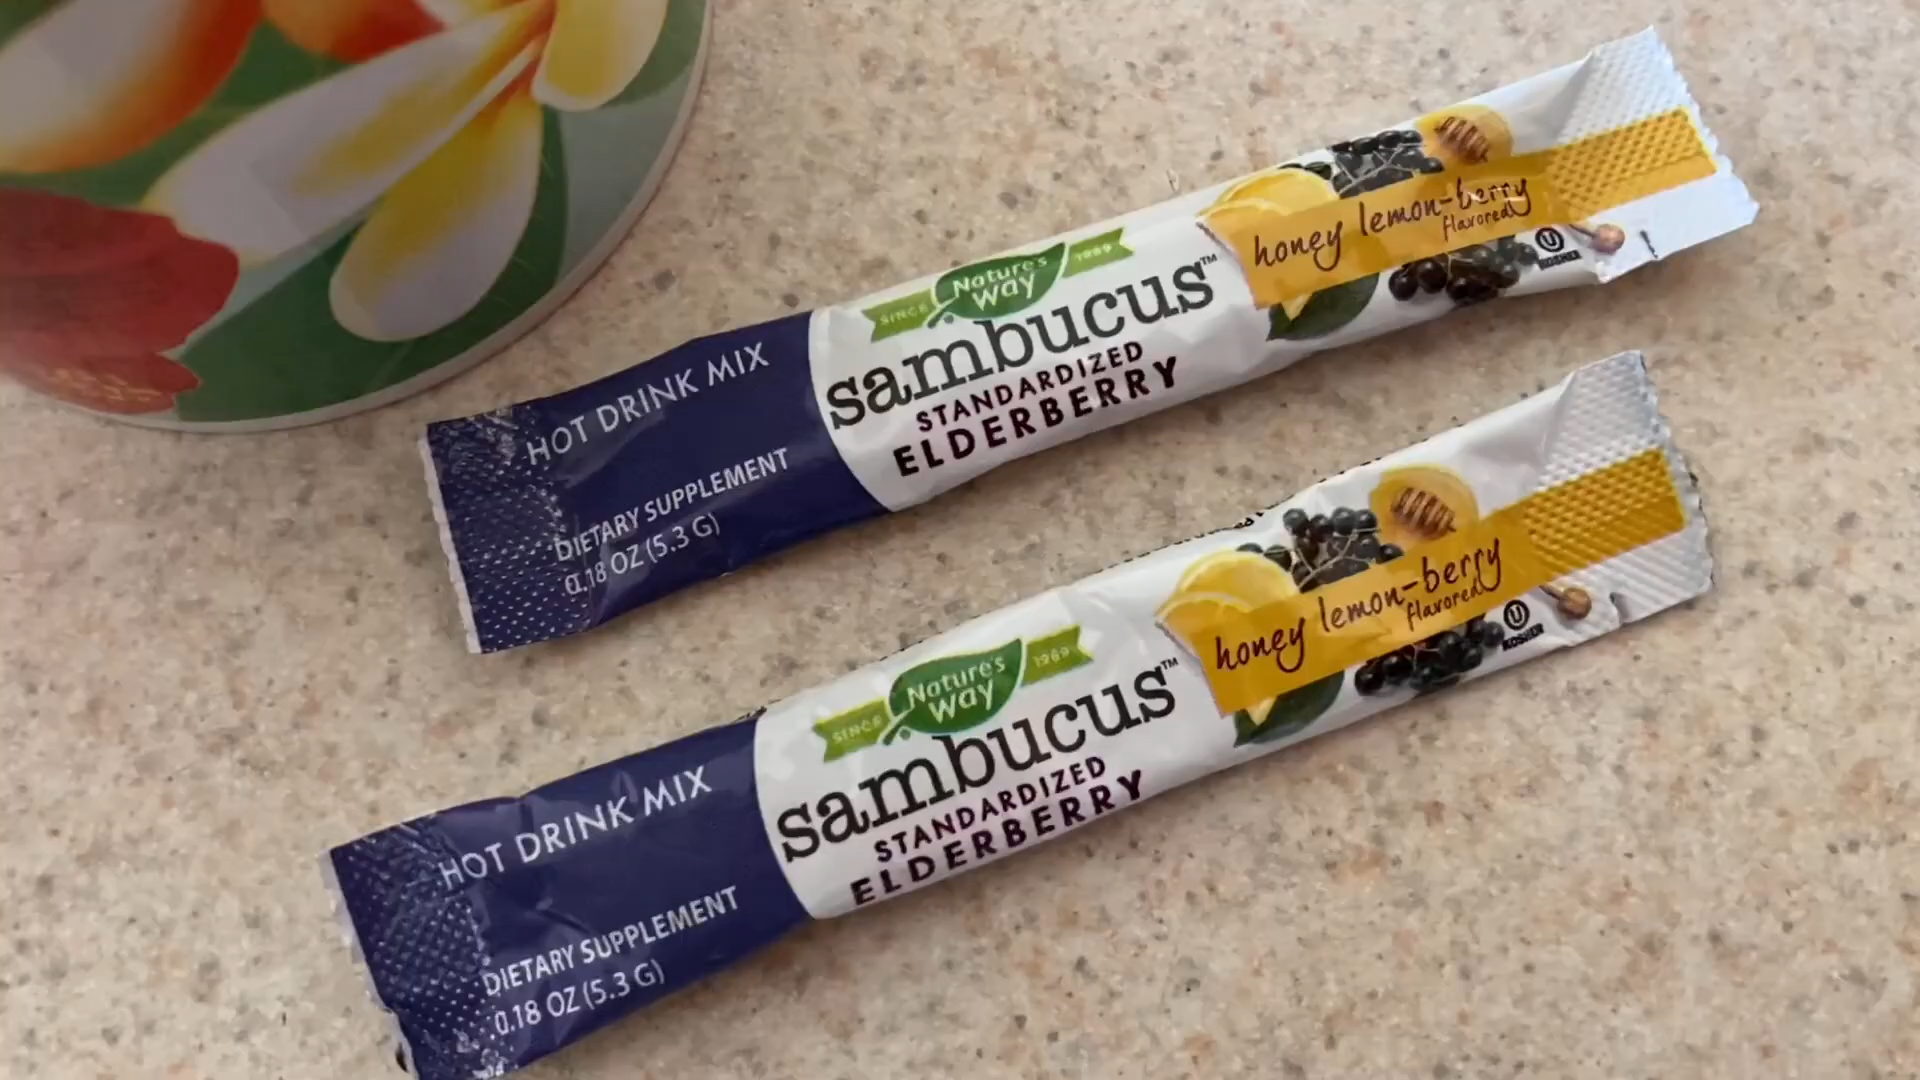 HOT DRINK MIX
DIETARY SUPPLEMENT
0.18 OZ (5.3 G)
SINCE Nature's Way 1969
sambucus™
STANDARDIZED
ELDERBERRY
honey lemon-berry
flavored
U
KOSHER
HOT DRINK MIX
DIETARY SUPPLEMENT
0.18 OZ (5.3 G)
SINCE Nature's Way 1969
sambucus™
STANDARDIZED
ELDERBERRY
honey lemon-berry
flavored
U
KOSHER